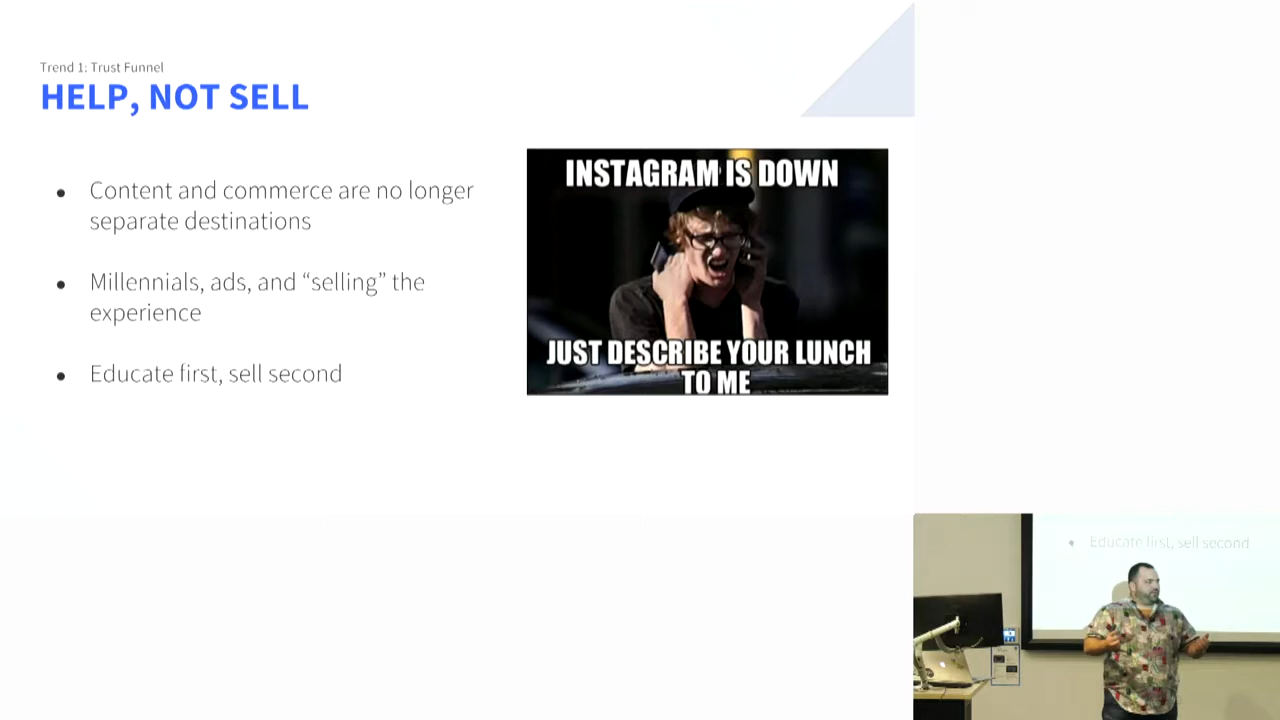 Trend 1: Trust Funnel
HELP, NOT SELL
● Content and commerce are no longer
separate destinations
● Millennials, ads, and “selling” the
experience
● Educate first, sell second
INSTAGRAM IS DOWN
JUST DESCRIBE YOUR LUNCH
TO ME
● Educate first, sell second